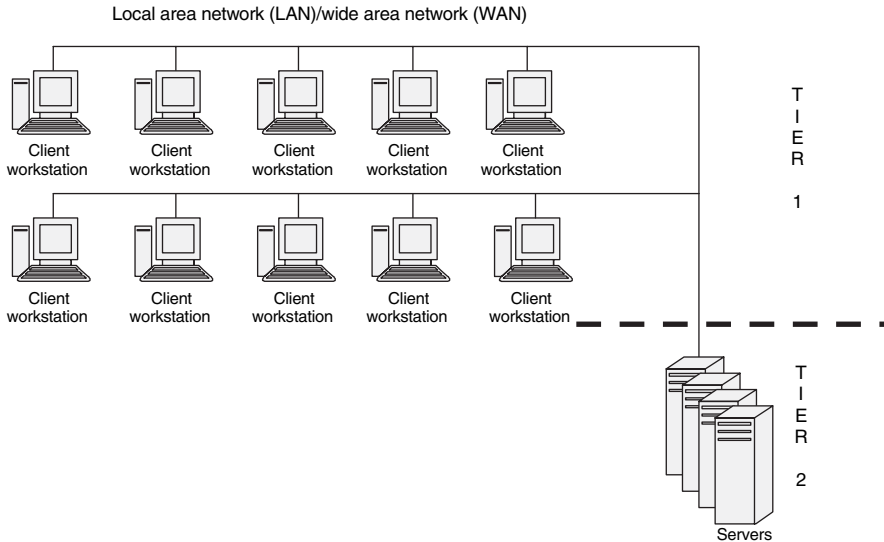 Local area network (LAN)/wide area network (WAN)
Client
workstation
Client
workstation
Client
workstation
Client
workstation
Client
workstation
Client
workstation
Client
workstation
Client
workstation
Client
workstation
Client
workstation
T
I
E
R
1
T
I
E
R
2
Servers